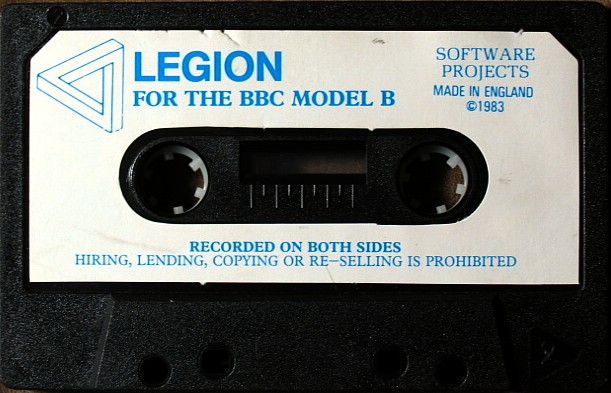 LEGION
FOR THE BBC MODEL B
SOFTWARE
PROJECTS
MADE IN ENGLAND
©1983
RECORDED ON BOTH SIDES
HIRING, LENDING, COPYING OR RE—SELLING IS PROHIBITED